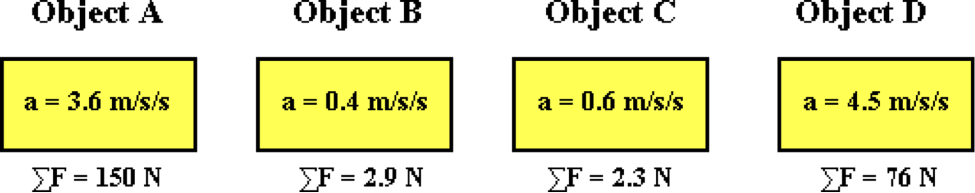 Object A Object B Object C Object D
a = 3.6 m/s/s a = 0.4 m/s/s a = 0.6 m/s/s a = 4.5 m/s/s
∑F = 150 N ∑F = 2.9 N ∑F = 2.3 N ∑F = 76 N